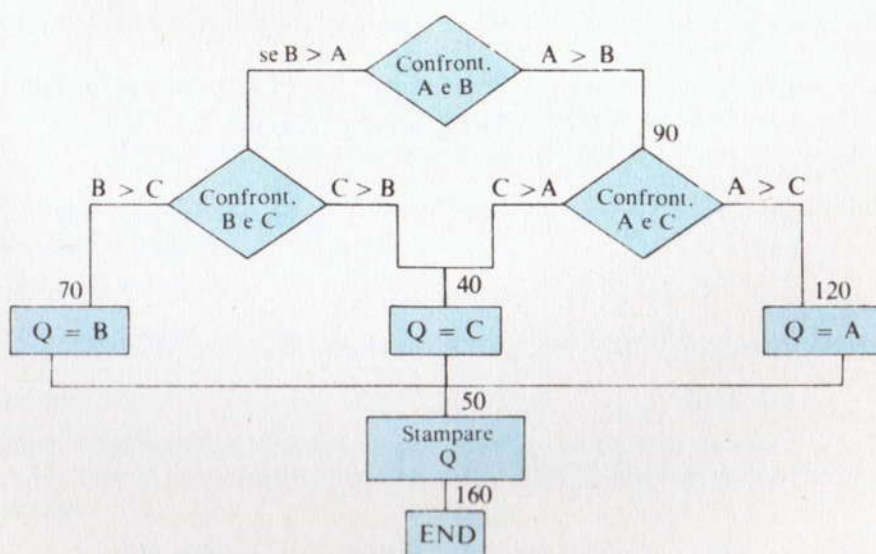 se B > A
Confront.
A e B
A > B
90
B > C
Confront.
B e C
C > B
C > A
Confront.
A e C
A > C
70
Q = B
40
Q = C
120
Q = A
50
Stampare
Q
160
END